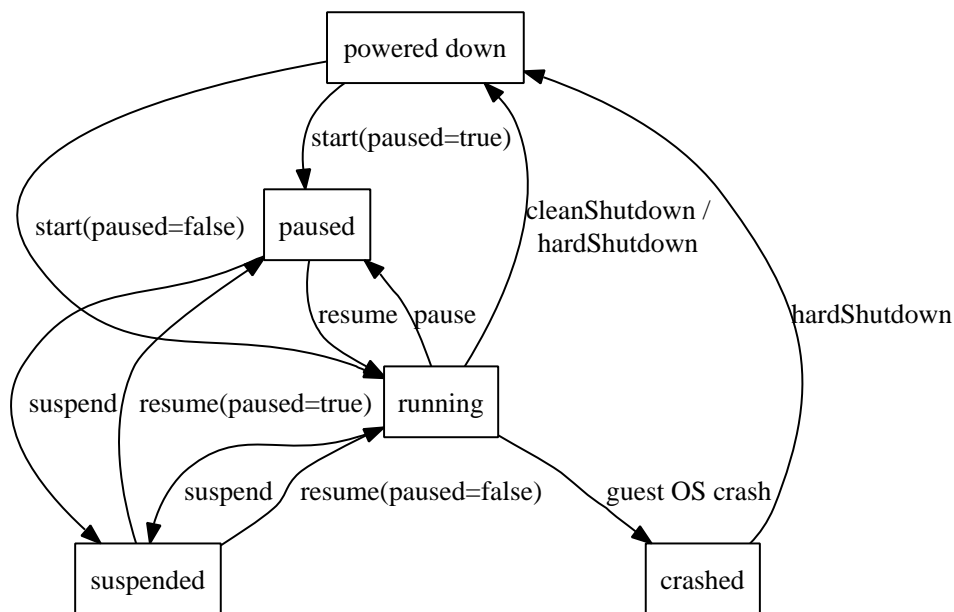 powered down
start(paused=true)
cleanShutdown /
start(paused=false)
paused
hardShutdown
resume
pause
hardShutdown
suspend
resume(paused=true)
running
suspend
resume(paused=false)
guest OS crash
suspended
crashed